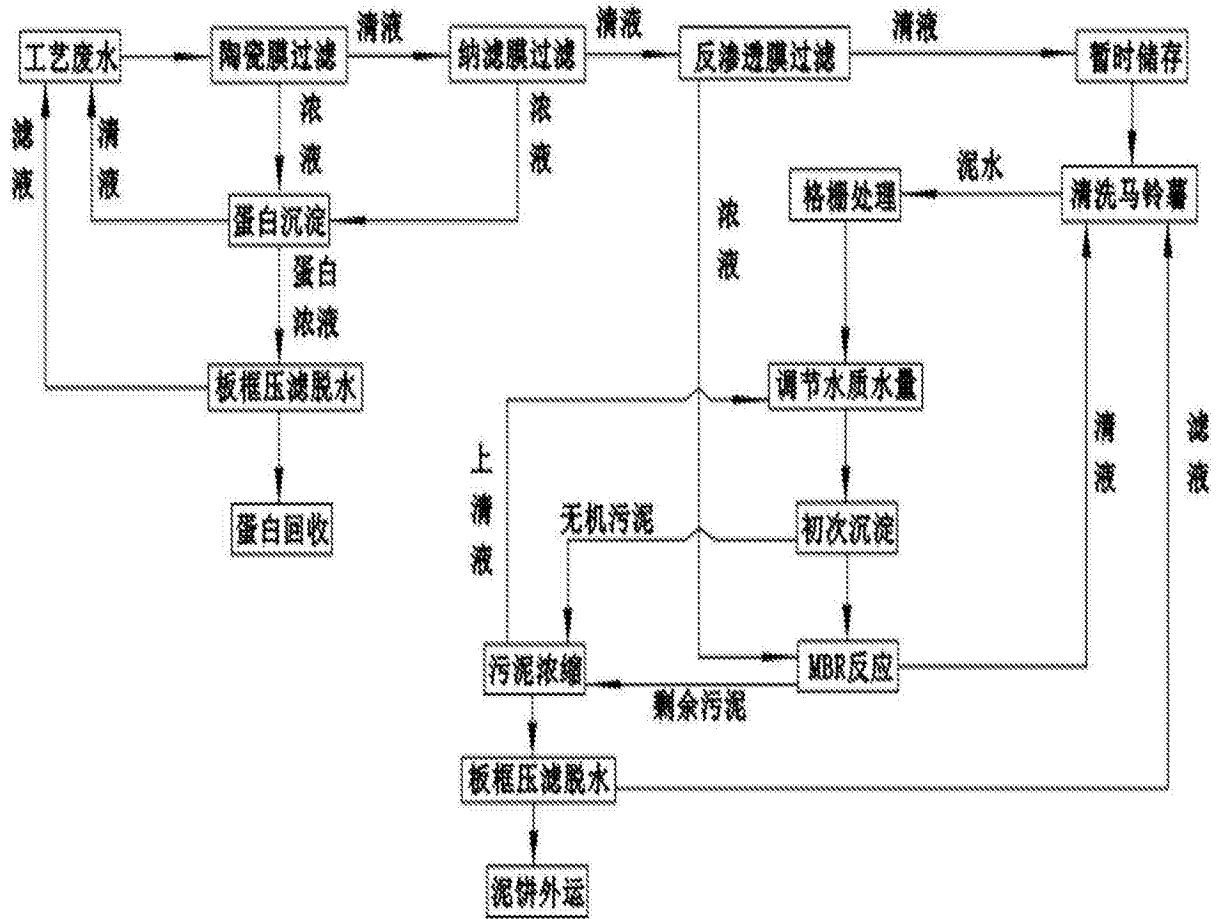 工艺废水
陶瓷膜过滤
清液
纳滤膜过滤
清液
反渗透膜过滤
清液
暂时储存
滤液
清液
浓液
浓液
浓液
泥水
格栅处理
清洗马铃薯
蛋白沉淀
蛋白
浓液
板框压滤脱水
蛋白回收
调节水质水量
上清液
清液
滤液
无机污泥
初次沉淀
污泥浓缩
MBR反应
剩余污泥
板框压滤脱水
泥饼外运